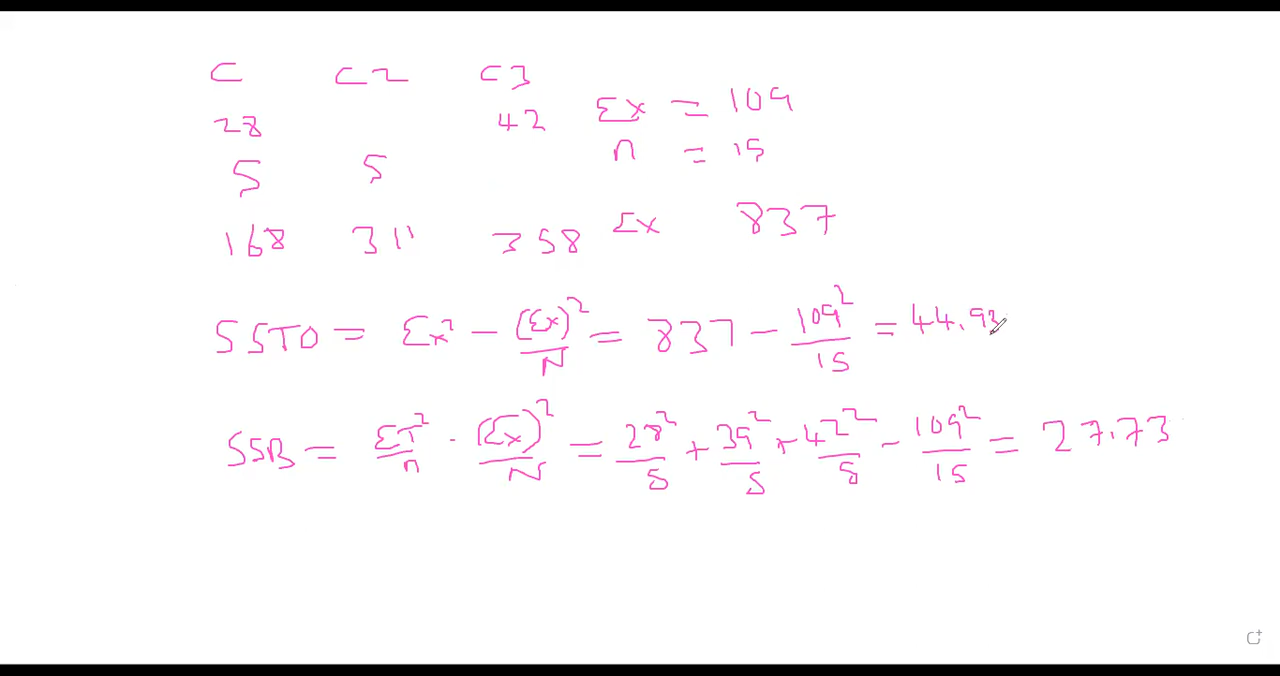 C C2 C3
28 42 Σx = 109
5 5 n = 15
168 311 358 Σx 837
SSTO = Σx² - (Σx)²/N = 837 - 109²/15 = 44.93
SSB = ΣT²/n - (Σx)²/N = 28²/5 + 39²/5 + 42²/5 - 109²/15 = 27.73